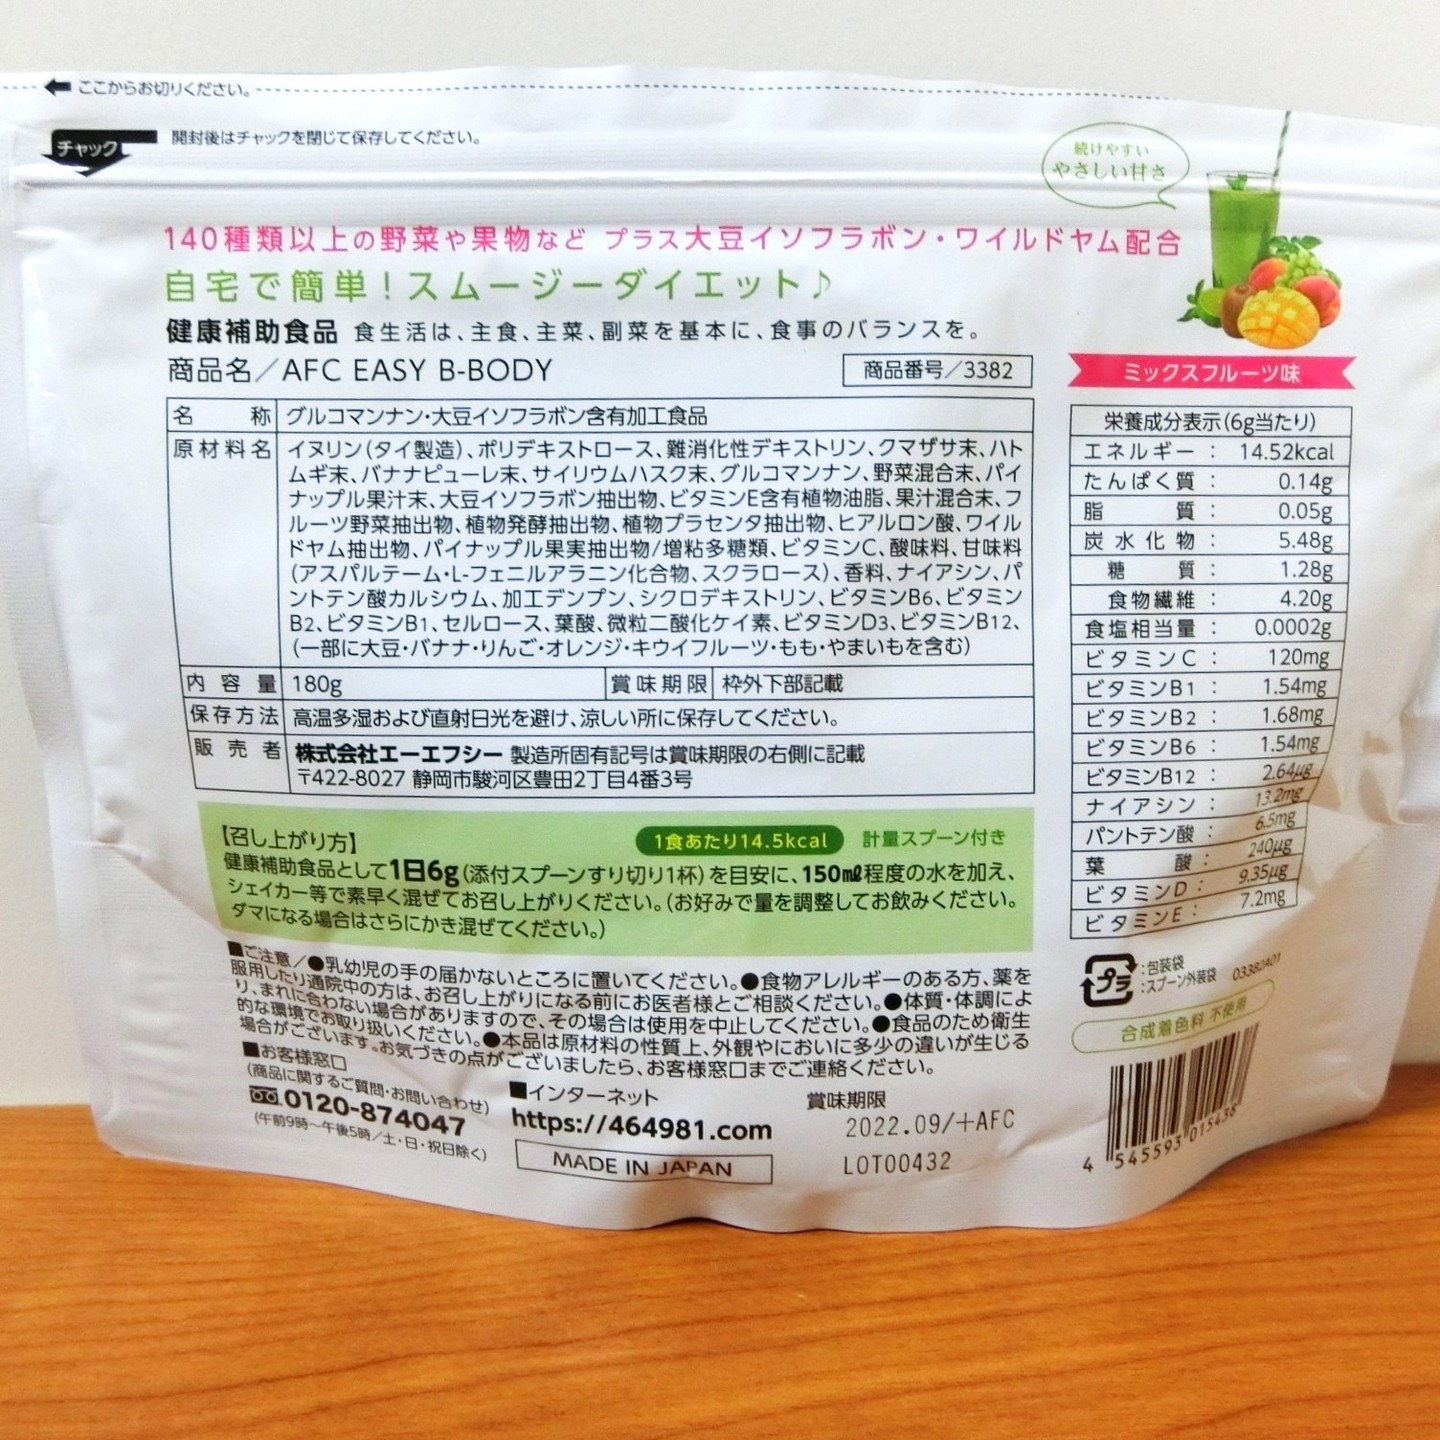 ここからお切りください。
チャック
開封後はチャックを閉じて保存してください。
続けやすい
やさしい甘さ
140種類以上の野菜や果物など プラス大豆イソフラボン・ワイルドヤム配合
自宅で簡単!スムージーダイエット♪
健康補助食品 食生活は、主食、主菜、副菜を基本に、食事のバランスを。
商品名/AFC EASY B-BODY
商品番号/3382
ミックスフルーツ味
名称 グルコマンナン・大豆イソフラボン含有加工食品
原材料名 イヌリン(タイ製造)、ポリデキストロース、難消化性デキストリン、クマザサ末、ハト
ムギ末、バナナピューレ末、サイリウムハスク末、グルコマンナン、野菜混合末、パイ
ナップル果汁末、大豆イソフラボン抽出物、ビタミンE含有植物油脂、果汁混合末、フ
ルーツ野菜抽出物、植物発酵抽出物、植物プラセンタ抽出物、ヒアルロン酸、ワイル
ドヤム抽出物、パイナップル果実抽出物/増粘多糖類、ビタミンC、酸味料、甘味料
(アスパルテーム・L-フェニルアラニン化合物、スクラロース)、香料、ナイアシン、パ
ントテン酸カルシウム、加工デンプン、シクロデキストリン、ビタミンB6、ビタミン
B2、ビタミンB1、セルロース、葉酸、微粒二酸化ケイ素、ビタミンD3、ビタミンB12、
(一部に大豆・バナナ・りんご・オレンジ・キウイフルーツ・もも・やまいもを含む)
内容量 180g 賞味期限 枠外下部記載
保存方法 高温多湿および直射日光を避け、涼しい所に保存してください。
販売者 株式会社エーエフシー 製造所固有記号は賞味期限の右側に記載
〒422-8027 静岡市駿河区豊田2丁目4番3号
栄養成分表示(6g当たり)
エネルギー: 14.52kcal
たんぱく質: 0.14g
脂質: 0.05g
炭水化物: 5.48g
糖質: 1.28g
食物繊維: 4.20g
食塩相当量: 0.0002g
ビタミンC: 120mg
ビタミンB1: 1.54mg
ビタミンB2: 1.68mg
ビタミンB6: 1.54mg
ビタミンB12: 2.64μg
ナイアシン: 13.2mg
パントテン酸: 6.5mg
葉酸: 240μg
ビタミンD: 9.35μg
ビタミンE: 7.2mg
【召し上がり方】 1食あたり14.5kcal 計量スプーン付き
健康補助食品として1日6g(添付スプーンすり切り1杯)を目安に、150㎖程度の水を加え、
シェイカー等で素早く混ぜてお召し上がりください。(お好みで量を調整してお飲みください。
ダマになる場合はさらにかき混ぜてください。)
■ご注意/●乳幼児の手の届かないところに置いてください。●食物アレルギーのある方、薬を
服用したり通院中の方は、お召し上がりになる前にお医者様とご相談ください。●体質・体調によ
り、まれに合わない場合がありますので、その場合は使用を中止してください。●食品のため衛生
的な環境でお取り扱いください。●本品は原材料の性質上、外観やにおいに多少の違いが生じる
場合がございます。お気づきの点がございましたら、お客様窓口までご連絡ください。
■お客様窓口
(商品に関するご質問・お問い合わせ)
0120-874047
(午前9時〜午後5時/土・日・祝日除く)
■インターネット
https://464981.com
MADE IN JAPAN
賞味期限
2022.09/+AFC
LOT00432
プラ
:包装袋
:スプーン外装袋
03382A01
合成着色料 不使用
4 545593 015438